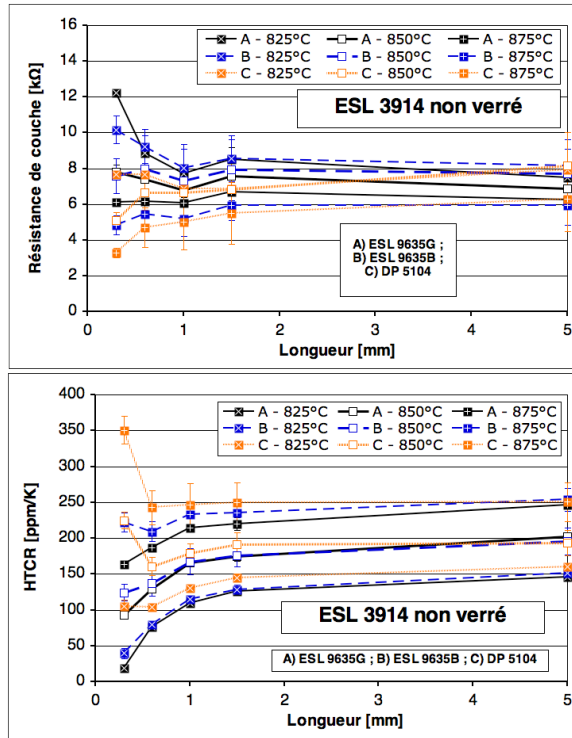 16
14
12
10
8
6
4
2
0
Résistance de couche [kΩ]
A - 825°C A - 850°C A - 875°C
B - 825°C B - 850°C B - 875°C
C - 825°C C - 850°C C - 875°C
ESL 3914 non verré
A) ESL 9635G ;
B) ESL 9635B ;
C) DP 5104
0 1 2 3 4 5
Longueur [mm]
400
350
300
250
200
150
100
50
0
HTCR [ppm/K]
A - 825°C A - 850°C A - 875°C
B - 825°C B - 850°C B - 875°C
C - 825°C C - 850°C C - 875°C
ESL 3914 non verré
A) ESL 9635G ; B) ESL 9635B ; C) DP 5104
0 1 2 3 4 5
Longueur [mm]